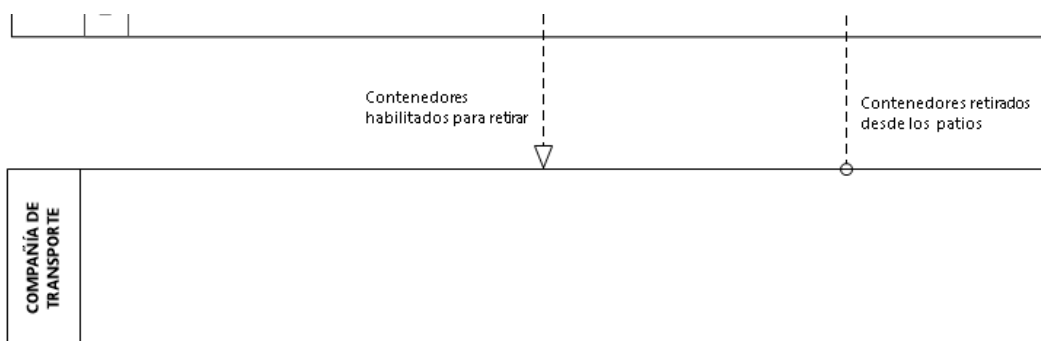 Contenedores
habilitados para retirar
Contenedores retirados
desde los patios
COMPAÑÍA DE
TRANSPORTE